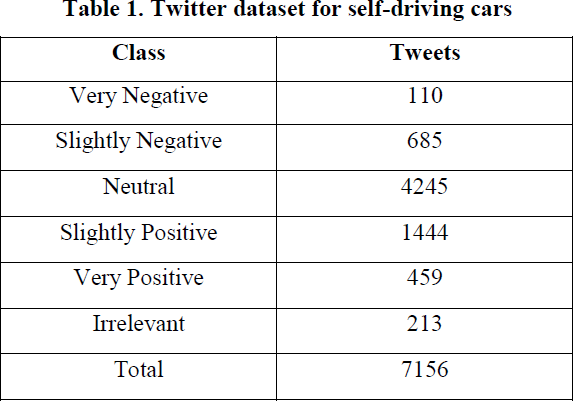 Table 1. Twitter dataset for self-driving cars
Class Tweets
Very Negative 110
Slightly Negative 685
Neutral 4245
Slightly Positive 1444
Very Positive 459
Irrelevant 213
Total 7156